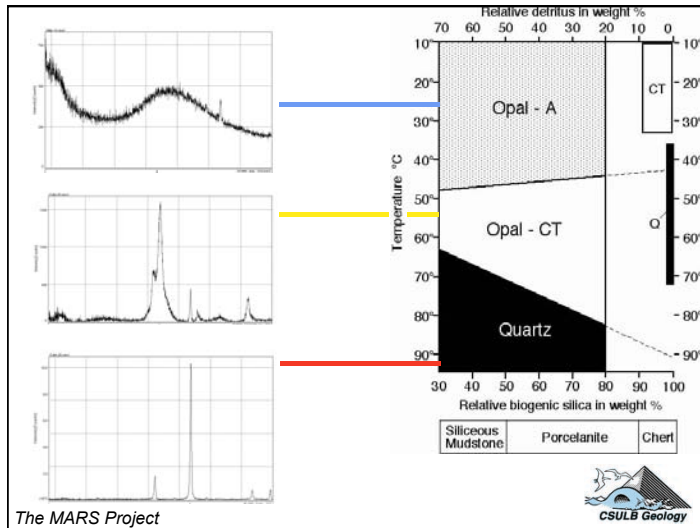 Relative detritus in weight %
70 60 50 40 30 20 10 0
10° 10°
CT
20° 20°
Opal - A
30° 30°
40° 40°
Temperature °C
50° 50°
Q
Opal - CT
60° 60°
70° 70°
80° 80°
Quartz
90° 90°
30 40 50 60 70 80 90 100
Relative biogenic silica in weight %
Siliceous Mudstone
Porcelanite
Chert
The MARS Project
CSULB Geology